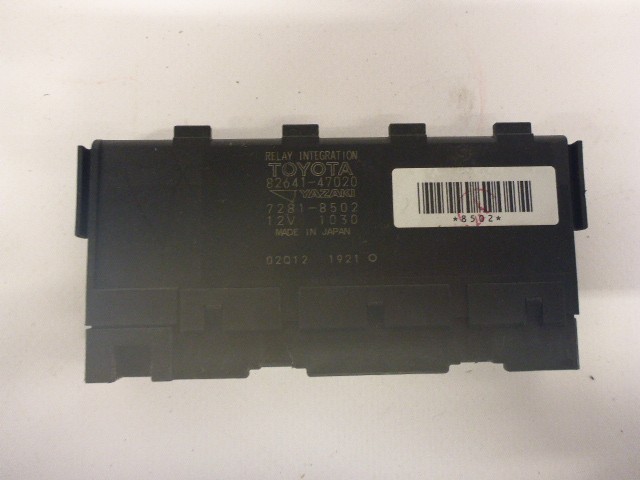 RELAY INTEGRATION
TOYOTA
82641-47020
YAZAKI
7281-8502
12V 1030
MADE IN JAPAN
02012 1921 Q
*8502*